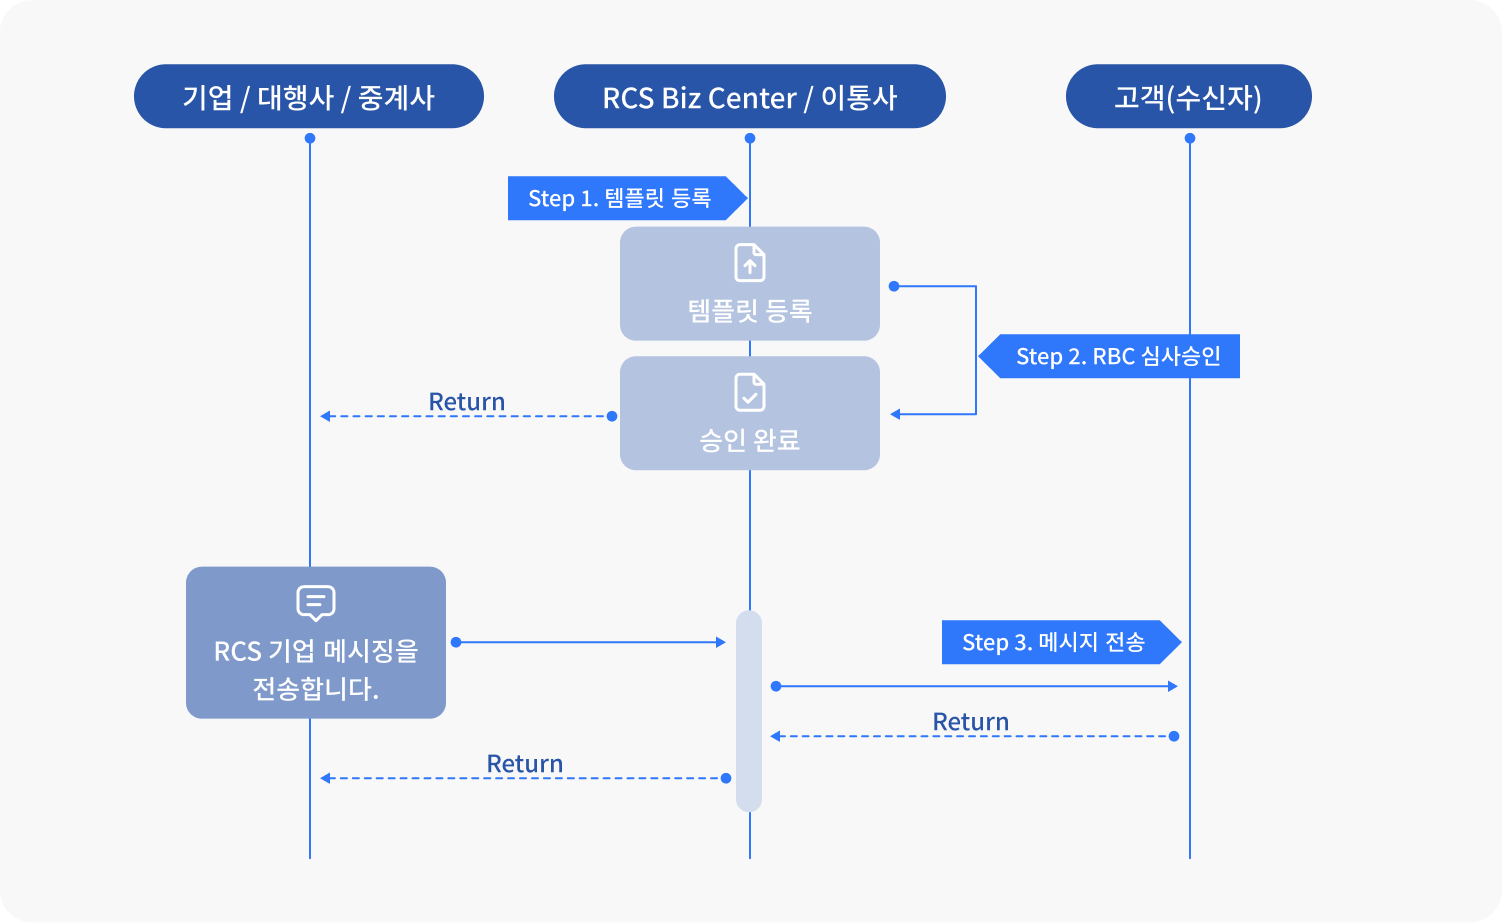 기업 / 대행사 / 중계사
RCS Biz Center / 이통사
고객(수신자)
Step 1. 템플릿 등록
템플릿 등록
Step 2. RBC 심사승인
Return
승인 완료
RCS 기업 메시징을
전송합니다.
Step 3. 메시지 전송
Return
Return